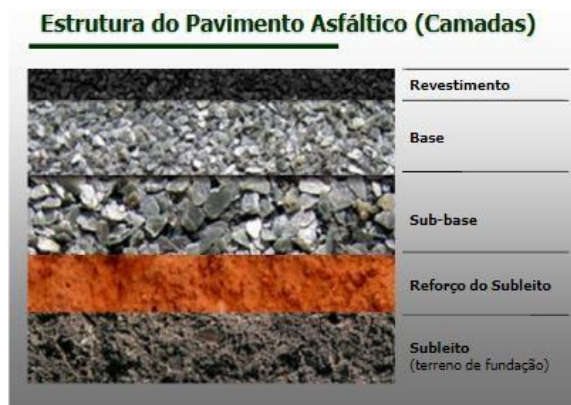 Estrutura do Pavimento Asfáltico (Camadas)
Revestimento
Base
Sub-base
Reforço do Subleito
Subleito
(terreno de fundação)